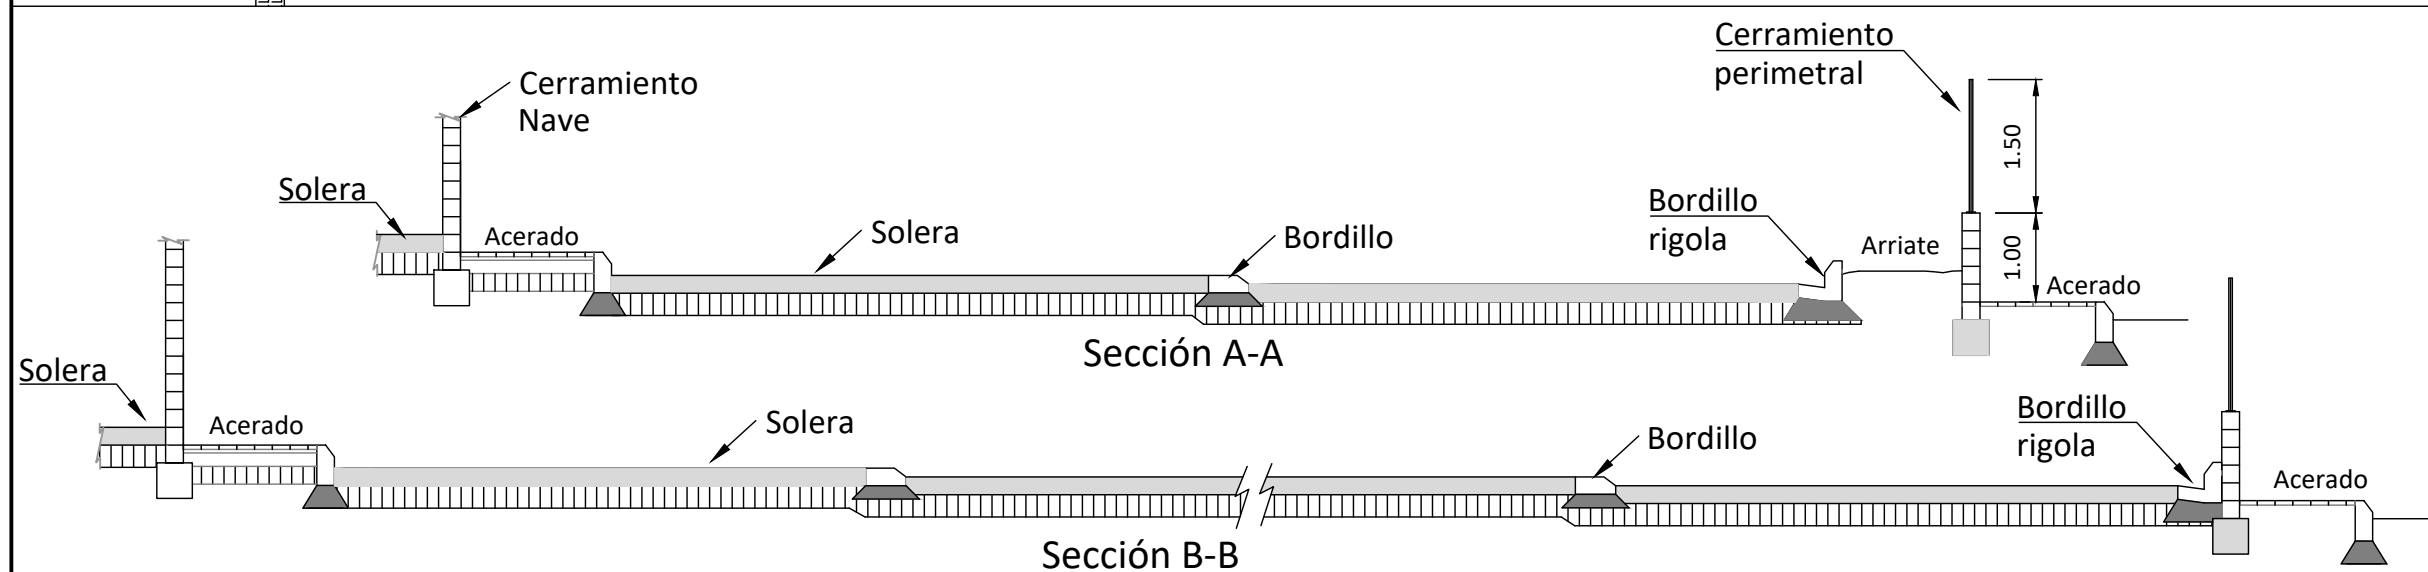 Cerramiento
Nave
Cerramiento
perimetral
Solera
Acerado
Solera
Bordillo
Bordillo
rigola
Arriate
1.50
1.00
Acerado
Sección A-A
Solera
Acerado
Solera
Bordillo
Bordillo
rigola
Acerado
Sección B-B